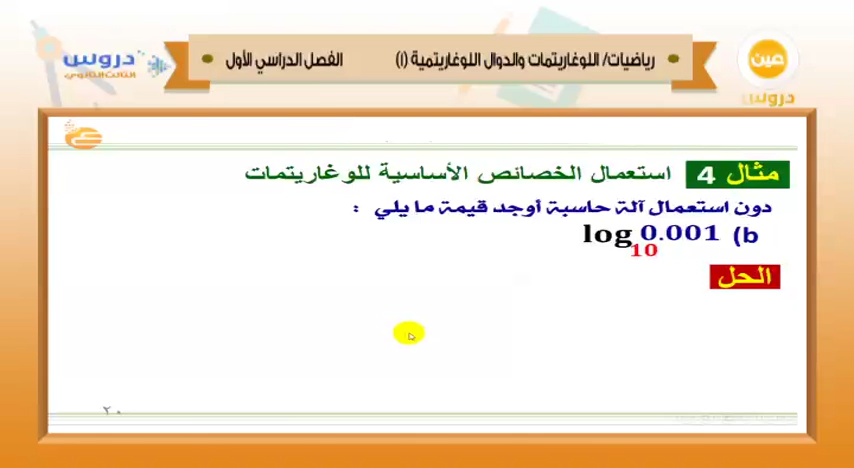 دروس
الثالث الثانوي
الفصل الدراسي الأول
رياضيات/ اللوغاريتمات والدوال اللوغاريتمية (١)
عين
دروس
مثال 4 استعمال الخصائص الأساسية للوغاريتمات
دون استعمال آلة حاسبة أوجد قيمة ما يلي :
(b log₁₀ 0.001
الحل
٢٠